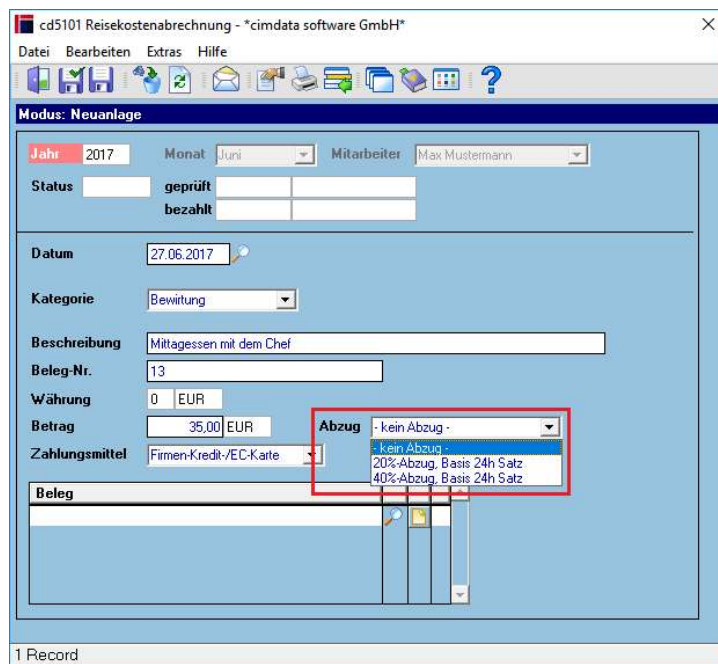 cd5101 Reisekostenabrechnung - *cimdata software GmbH*
Datei Bearbeiten Extras Hilfe
Modus: Neuanlage
Jahr 2017 Monat Juni Mitarbeiter Max Mustermann
Status geprüft
bezahlt
Datum 27.06.2017
Kategorie Bewirtung
Beschreibung Mittagessen mit dem Chef
Beleg-Nr. 13
Währung 0 EUR
Betrag 35,00 EUR Abzug - kein Abzug -
- kein Abzug -
Zahlungsmittel Firmen-Kredit-/EC-Karte 20%-Abzug, Basis 24h Satz
40%-Abzug, Basis 24h Satz
Beleg
1 Record